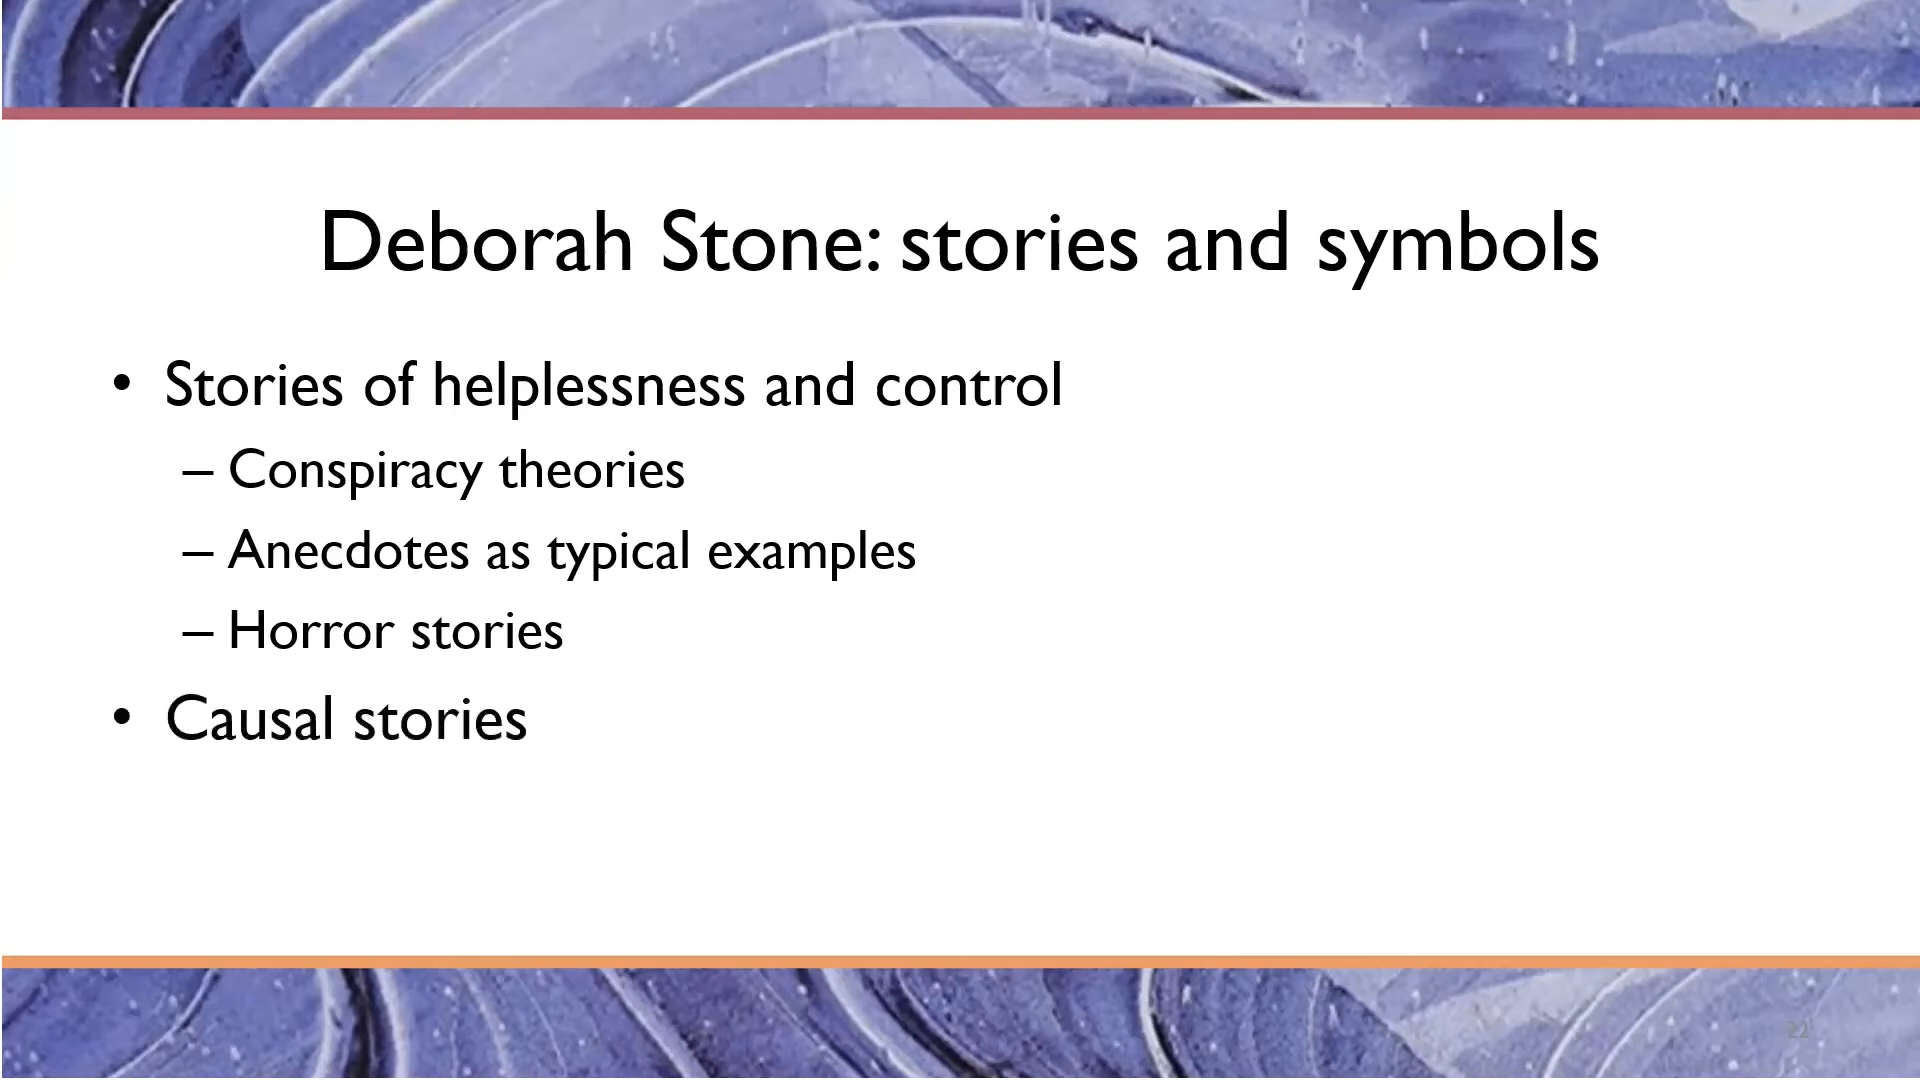 Deborah Stone: stories and symbols
• Stories of helplessness and control
– Conspiracy theories
– Anecdotes as typical examples
– Horror stories
• Causal stories
22